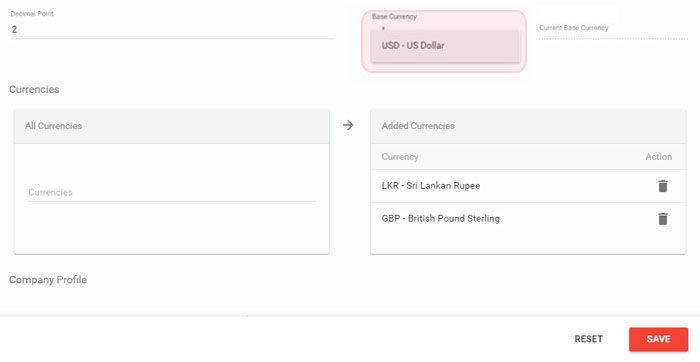 Decimal Point
2
Base Currency
USD - US Dollar
Current Base Currency
Currencies
All Currencies
Currencies
Added Currencies
Currency Action
LKR - Sri Lankan Rupee
GBP - British Pound Sterling
Company Profile
RESET SAVE